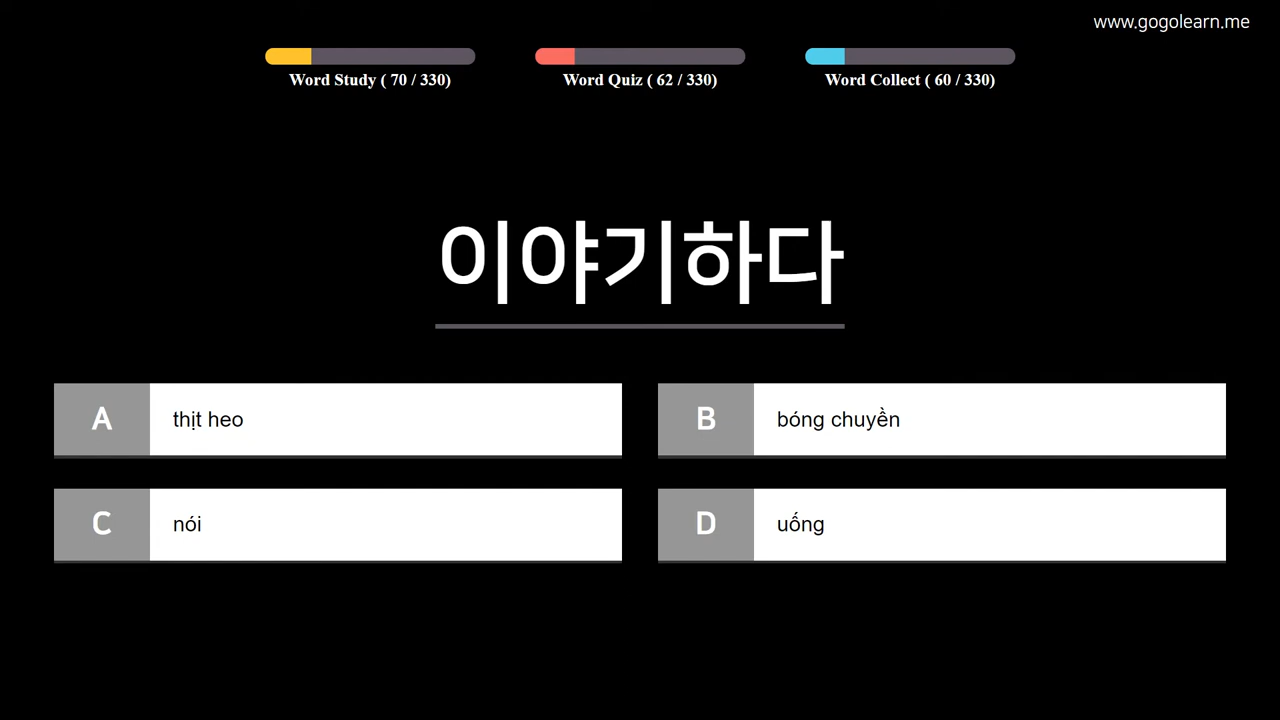 www.gogolearn.me
Word Study ( 70 / 330)
Word Quiz ( 62 / 330)
Word Collect ( 60 / 330)
이야기하다
A thịt heo
B bóng chuyền
C nói
D uống